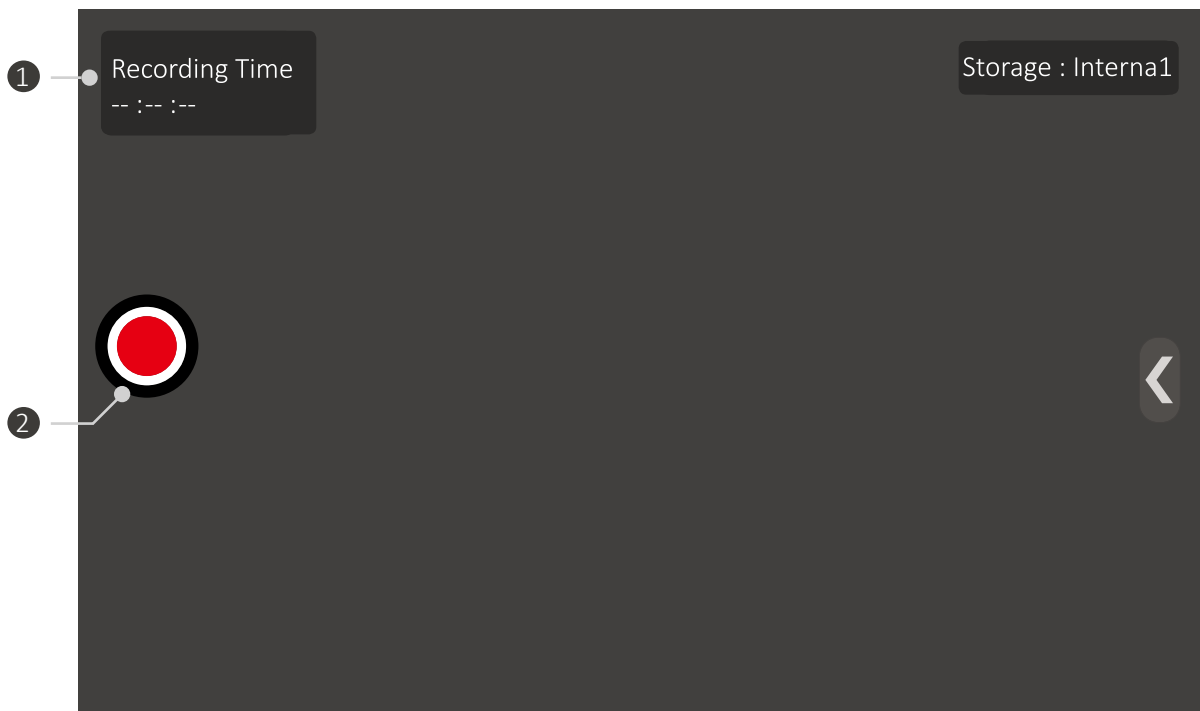 1
Recording Time
-- :-- :--
Storage : Interna1
2